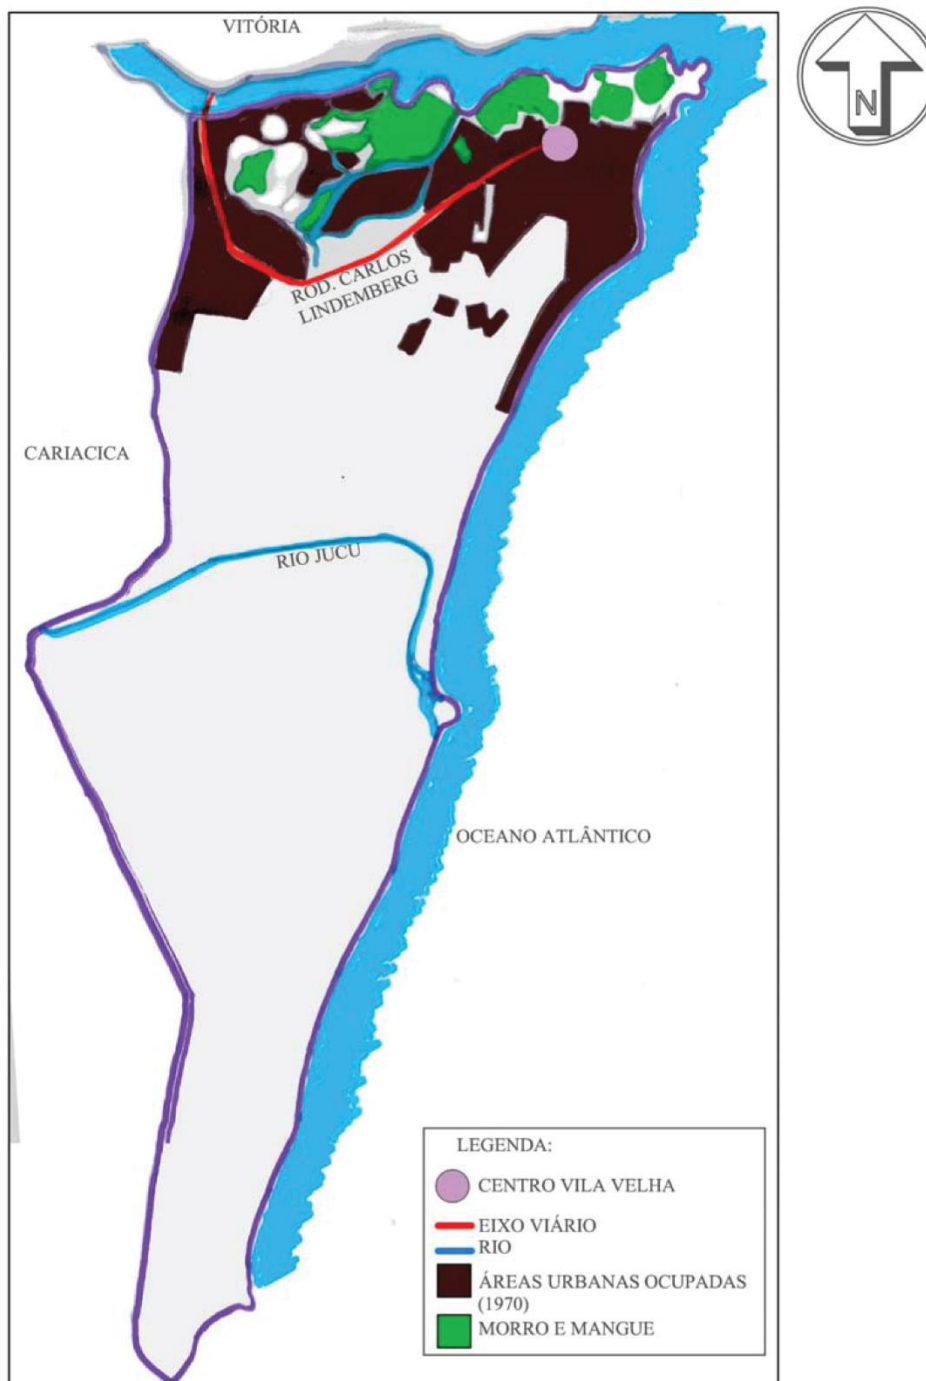 VITÓRIA
N
ROD. CARLOS
LINDEMBERG
CARIACICA
RIO JUCU
OCEANO ATLÂNTICO
LEGENDA:
CENTRO VILA VELHA
EIXO VIÁRIO
RIO
ÁREAS URBANAS OCUPADAS
(1970)
MORRO E MANGUE